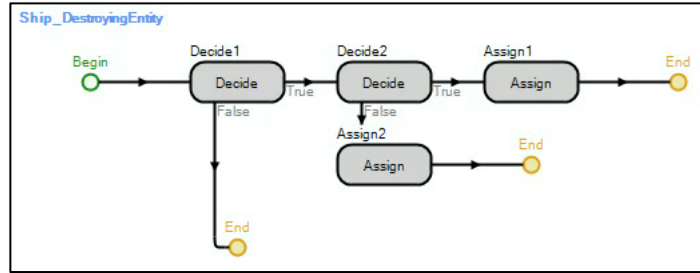 Ship_DestroyingEntity
Begin
Decide1
Decide
True
False
Decide2
Decide
True
False
Assign1
Assign
End
Assign2
Assign
End
End